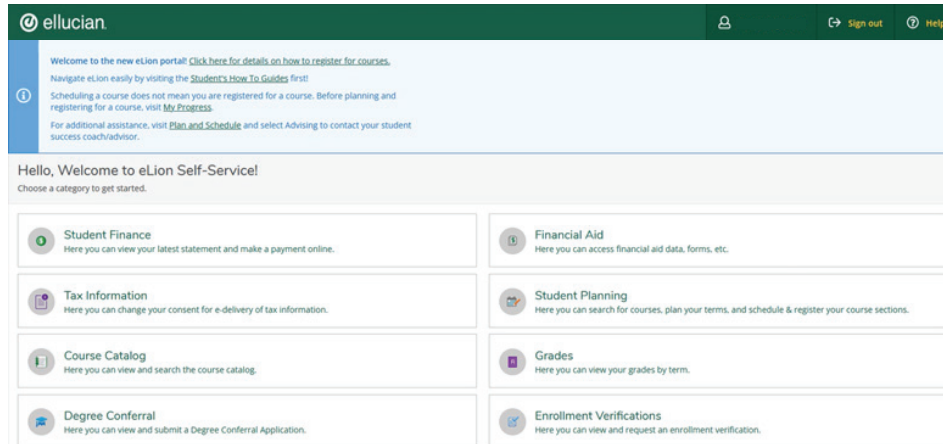 ellucian.
Sign out
Help
Welcome to the new eLion portal! Click here for details on how to register for courses.
Navigate eLion easily by visiting the Student's How To Guides first!
Scheduling a course does not mean you are registered for a course. Before planning and
registering for a course, visit My Progress.
For additional assistance, visit Plan and Schedule and select Advising to contact your student
success coach/advisor.
Hello, Welcome to eLion Self-Service!
Choose a category to get started.
Student Finance
Here you can view your latest statement and make a payment online.
Financial Aid
Here you can access financial aid data, forms, etc.
Tax Information
Here you can change your consent for e-delivery of tax information.
Student Planning
Here you can search for courses, plan your terms, and schedule & register your course sections.
Course Catalog
Here you can view and search the course catalog.
Grades
Here you can view your grades by term.
Degree Conferral
Here you can view and submit a Degree Conferral Application.
Enrollment Verifications
Here you can view and request an enrollment verification.